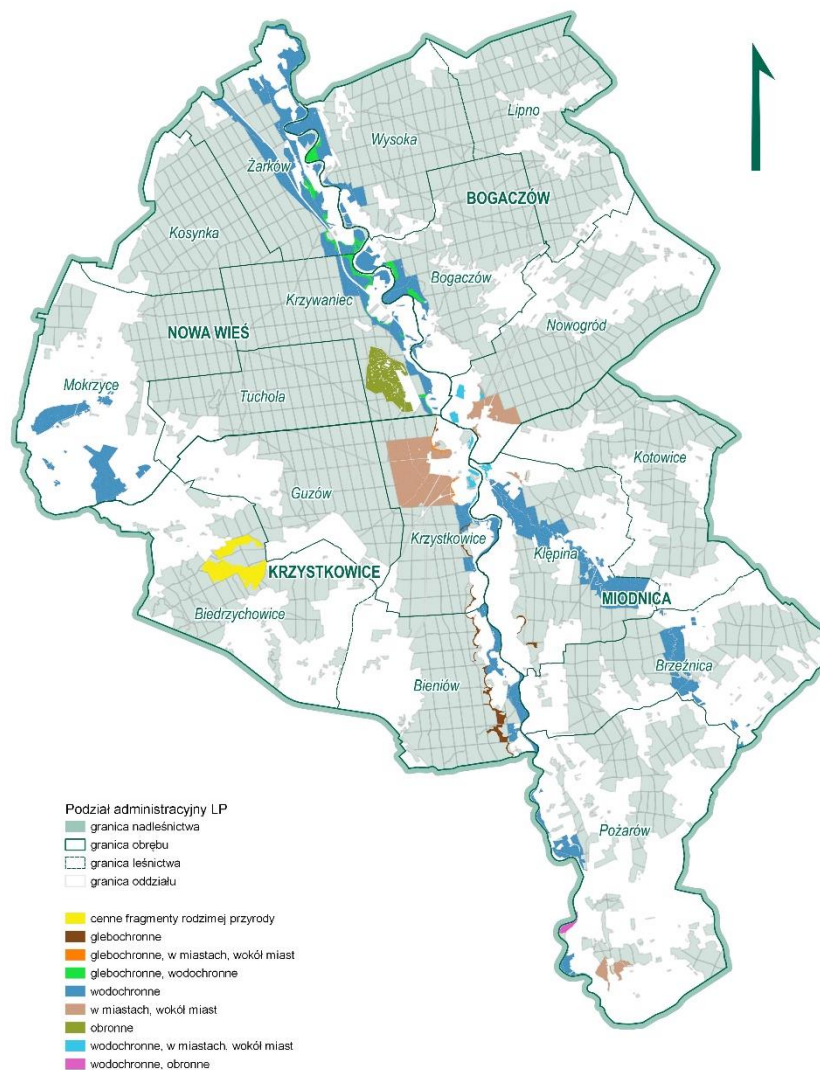 Lipno
Wysoka
Żarków
BOGACZÓW
Kosynka
Bogaczów
Krzywaniec
Nowogród
NOWA WIEŚ
Mokrzyce
Tuchola
Kotowice
Guzów
Krzystkowice
Klępina
KRZYSTKOWICE
MIODNICA
Biedrzychowice
Brzeźnica
Bieniów
Pożarów
Podział administracyjny LP
granica nadleśnictwa
granica obrębu
granica leśnictwa
granica oddziału
cenne fragmenty rodzimej przyrody
glebochronne
glebochronne, w miastach, wokół miast
glebochronne, wodochronne
wodochronne
w miastach, wokół miast
obronne
wodochronne, w miastach. wokół miast
wodochronne, obronne